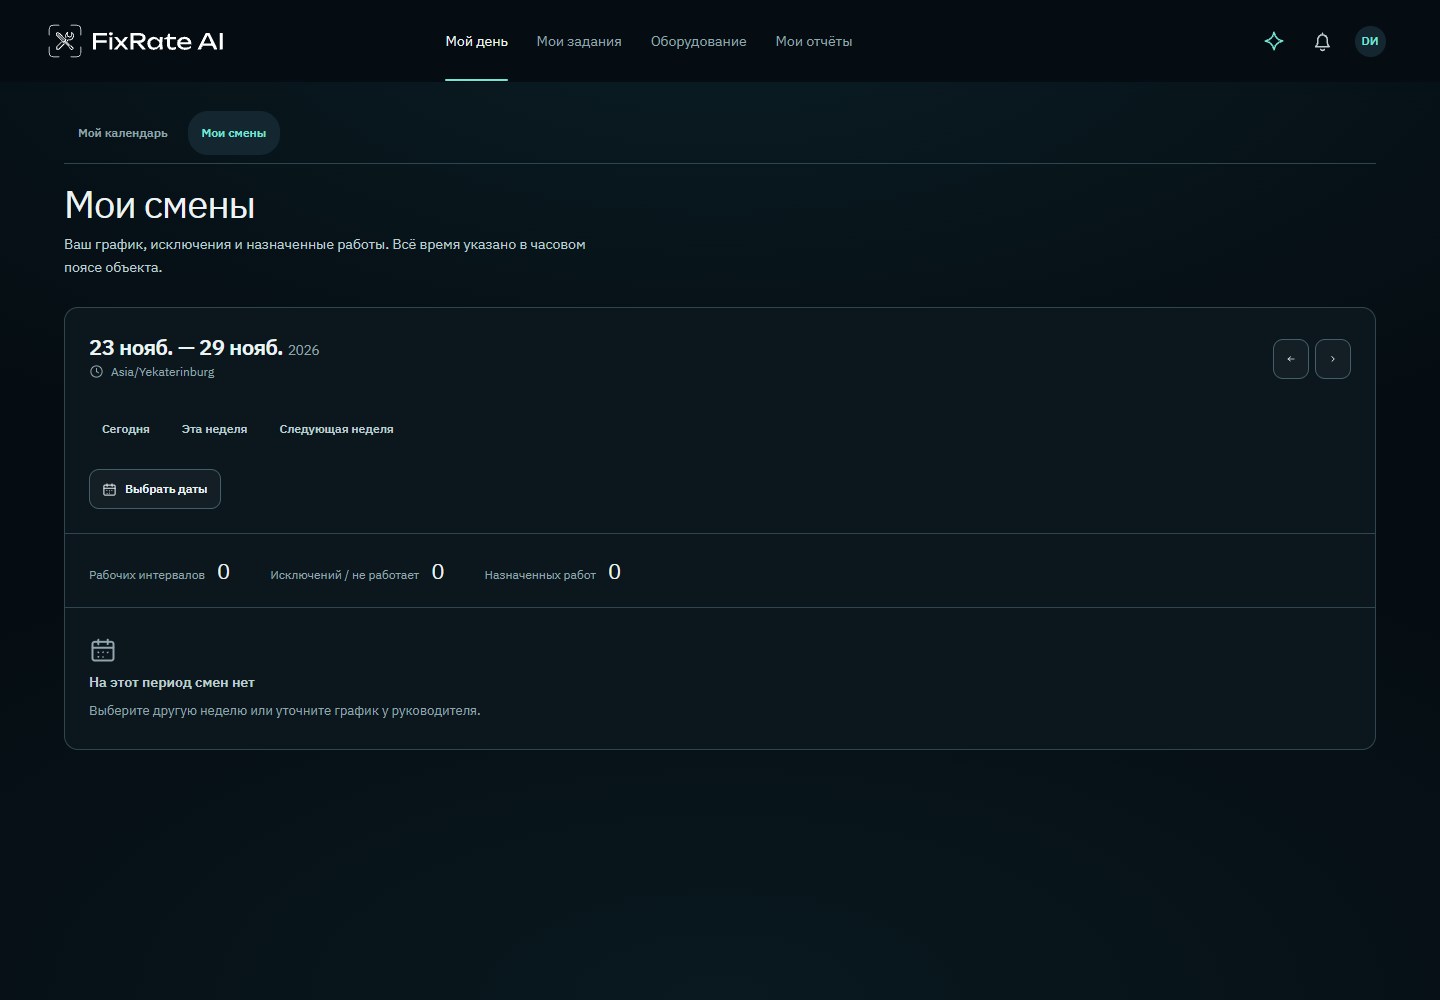 FixRate AI
Мой день
Мои задания
Оборудование
Мои отчёты
DИ
Мой календарь
Мои смены
Мои смены
Ваш график, исключения и назначенные работы. Всё время указано в часовом
поясе объекта.
23 нояб. — 29 нояб. 2026
Asia/Yekaterinburg
Сегодня
Эта неделя
Следующая неделя
Выбрать даты
Рабочих интервалов 0
Исключений / не работает 0
Назначенных работ 0
На этот период смен нет
Выберите другую неделю или уточните график у руководителя.